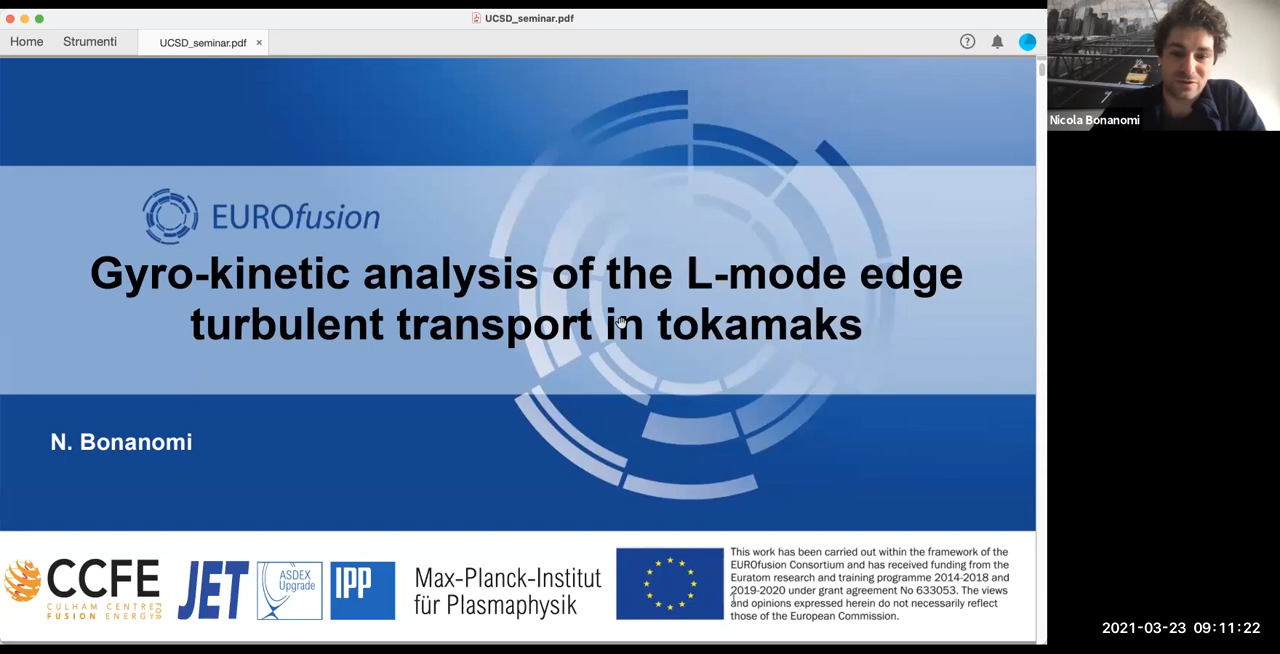 UCSD_seminar.pdf
Home Strumenti UCSD_seminar.pdf ×
?
Nicola Bonanomi
EUROfusion
Gyro-kinetic analysis of the L-mode edge
turbulent transport in tokamaks
N. Bonanomi
CCFE
CULHAM CENTRE FOR
FUSION ENERGY
JET
ASDEX
Upgrade
IPP
Max-Planck-Institut
für Plasmaphysik
This work has been carried out within the framework of the
EUROfusion Consortium and has received funding from the
Euratom research and training programme 2014-2018 and
2019-2020 under grant agreement No 633053. The views
and opinions expressed herein do not necessarily reflect
those of the European Commission.
2021-03-23 09:11:22